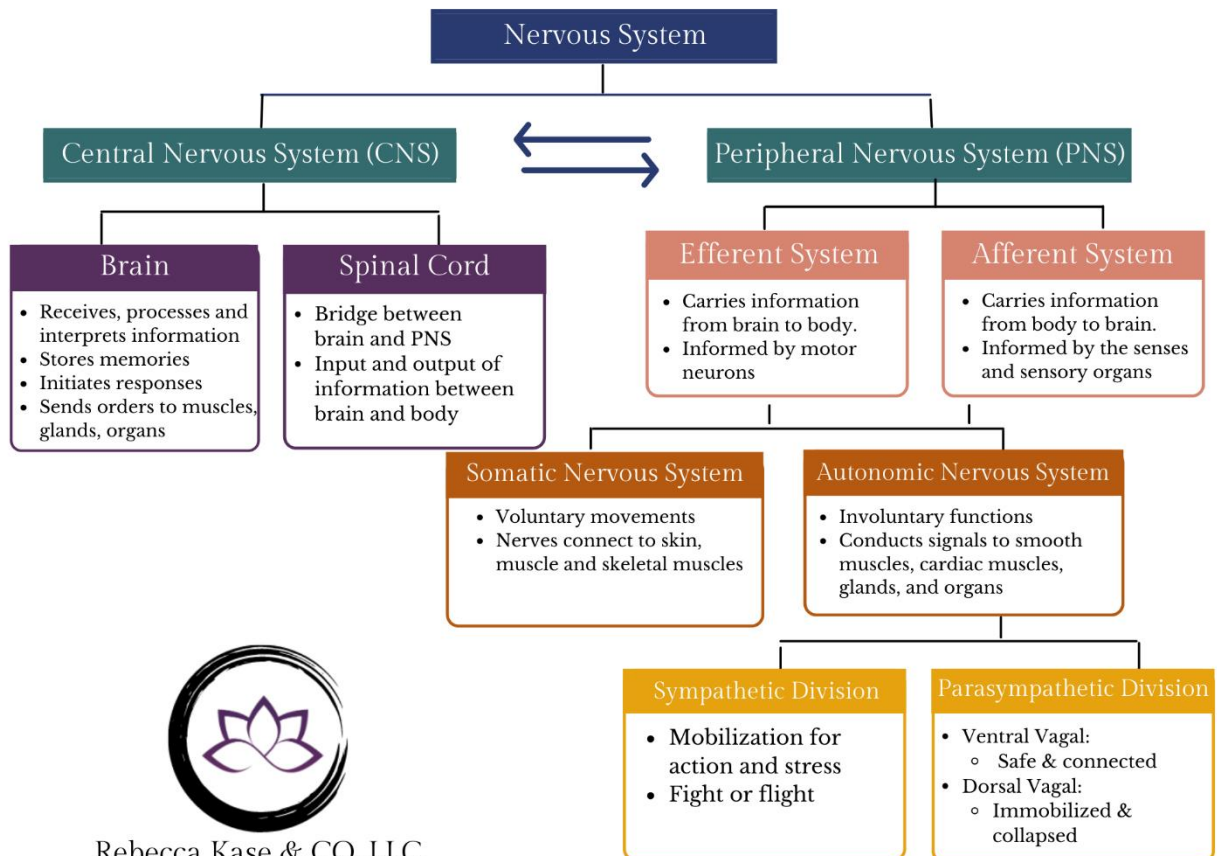 Nervous System
Central Nervous System (CNS)
Peripheral Nervous System (PNS)
Brain
• Receives, processes and
interprets information
• Stores memories
• Initiates responses
• Sends orders to muscles,
glands, organs
Spinal Cord
• Bridge between
brain and PNS
• Input and output of
information between
brain and body
Efferent System
• Carries information
from brain to body.
• Informed by motor
neurons
Afferent System
• Carries information
from body to brain.
• Informed by the senses
and sensory organs
Somatic Nervous System
• Voluntary movements
• Nerves connect to skin,
muscle and skeletal muscles
Autonomic Nervous System
• Involuntary functions
• Conducts signals to smooth
muscles, cardiac muscles,
glands, and organs
Sympathetic Division
• Mobilization for
action and stress
• Fight or flight
Parasympathetic Division
• Ventral Vagal:
◦ Safe & connected
• Dorsal Vagal:
◦ Immobilized &
collapsed
Rebecca Kase & CO, LLC